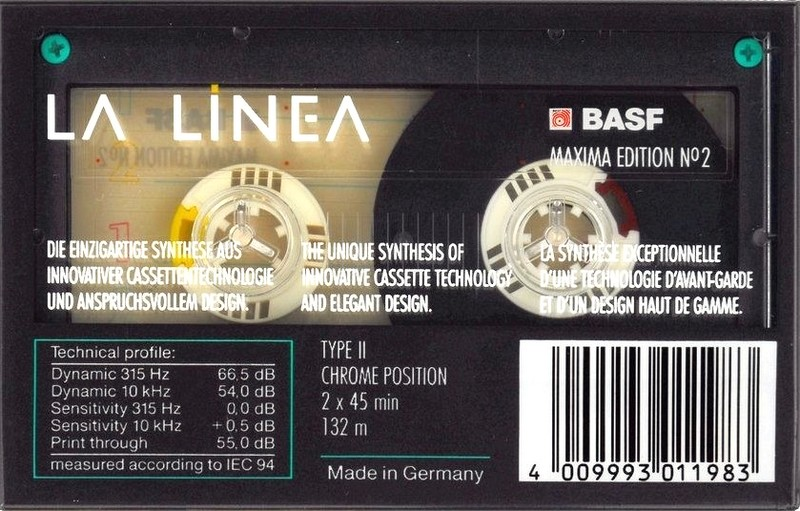 LA LINEA
BASF
MAXIMA EDITION Nº2
DIE EINZIGARTIGE SYNTHESE AUS
INNOVATIVER CASSETTENTECHNOLOGIE
UND ANSPRUCHSVOLLEM DESIGN.
THE UNIQUE SYNTHESIS OF
INNOVATIVE CASSETTE TECHNOLOGY
AND ELEGANT DESIGN.
LA SYNTHÈSE EXCEPTIONNELLE
D'UNE TECHNOLOGIE D'AVANT-GARDE
ET D'UN DESIGN HAUT DE GAMME.
Technical profile:
Dynamic 315 Hz 66,5 dB
Dynamic 10 kHz 54,0 dB
Sensitivity 315 Hz 0,0 dB
Sensitivity 10 kHz +0,5 dB
Print through 55,0 dB
measured according to IEC 94
TYPE II
CHROME POSITION
2 x 45 min
132 m
Made in Germany
4 009993 011983